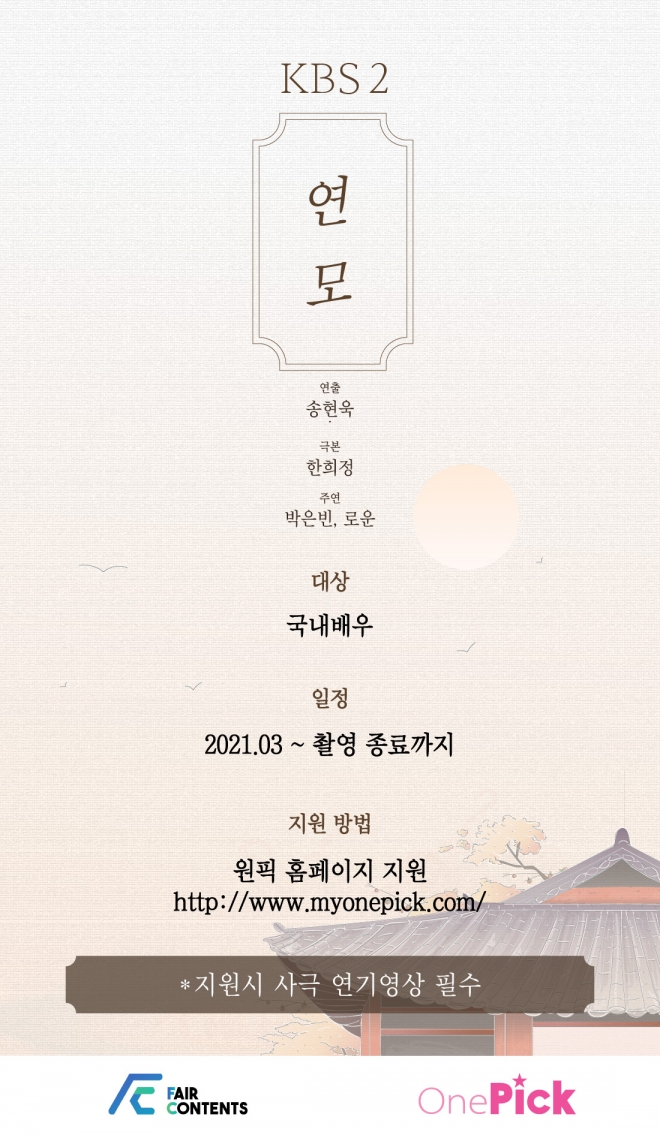 KBS 2
연
모
연출
송현욱
극본
한희정
주연
박은빈, 로운
대상
국내배우
일정
2021.03 ~ 촬영 종료까지
지원 방법
원픽 홈페이지 지원
http://www.myonepick.com/
*지원시 사극 연기영상 필수
FAIR
CONTENTS
OnePick